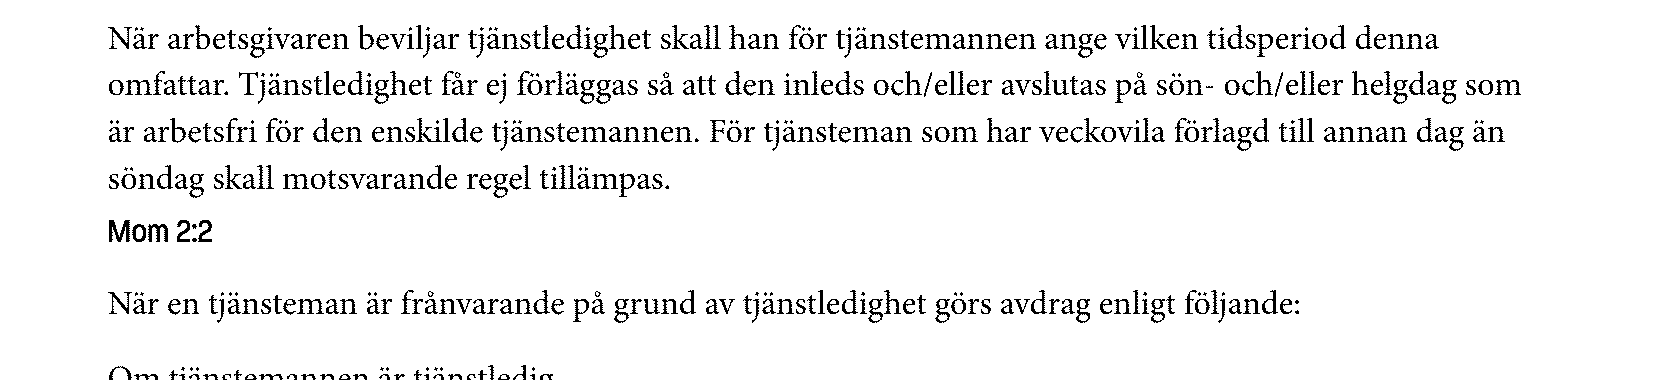 När arbetsgivaren beviljar tjänstledighet skall han för tjänstemannen ange vilken tidsperiod denna
omfattar. Tjänstledighet får ej förläggas så att den inleds och/eller avslutas på sön- och/eller helgdag som
är arbetsfri för den enskilde tjänstemannen. För tjänsteman som har veckovila förlagd till annan dag än
söndag skall motsvarande regel tillämpas.
Mom 2:2
När en tjänsteman är frånvarande på grund av tjänstledighet görs avdrag enligt följande:
Om tjänstemannen är tjänstledig